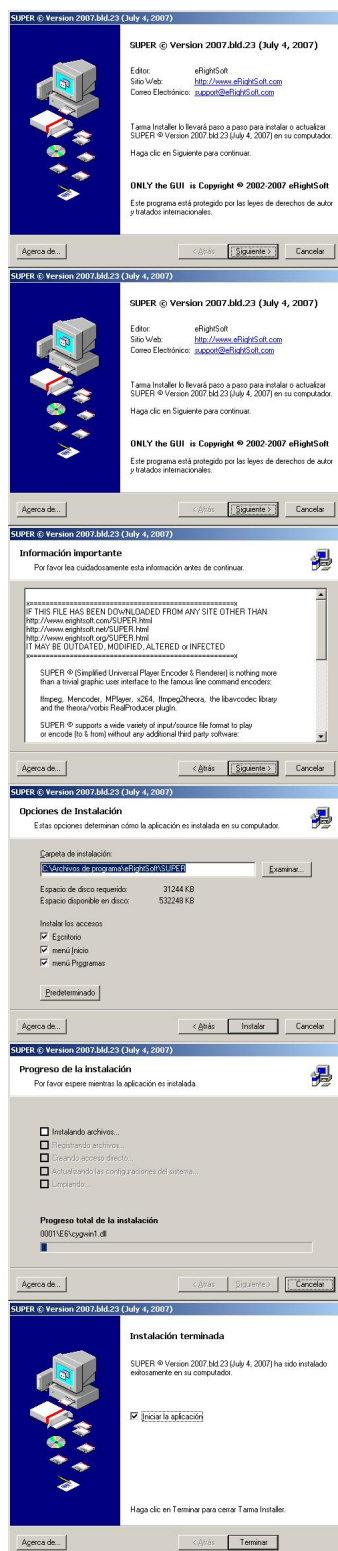 SUPER © Version 2007.bld.23 (July 4, 2007)
SUPER © Version 2007.bld.23 (July 4, 2007)
Editor: eRightSoft
Sitio Web: http://www.eRightSoft.com
Correo Electrónico: support@eRightSoft.com
Tarma Installer lo llevará paso a paso para instalar o actualizar
SUPER © Version 2007.bld.23 (July 4, 2007) en su computador.
Haga clic en Siguiente para continuar.
ONLY the GUI is Copyright © 2002-2007 eRightSoft
Este programa está protegido por las leyes de derechos de autor
y tratados internacionales.
Agerca de... < Atrás Siguiente > Cancelar
SUPER © Version 2007.bld.23 (July 4, 2007)
SUPER © Version 2007.bld.23 (July 4, 2007)
Editor: eRightSoft
Sitio Web: http://www.eRightSoft.com
Correo Electrónico: support@eRightSoft.com
Tarma Installer lo llevará paso a paso para instalar o actualizar
SUPER © Version 2007.bld.23 (July 4, 2007) en su computador.
Haga clic en Siguiente para continuar.
ONLY the GUI is Copyright © 2002-2007 eRightSoft
Este programa está protegido por las leyes de derechos de autor
y tratados internacionales.
Acerca de... < Atrás Siguiente > Cancelar
SUPER © Version 2007.bld.23 (July 4, 2007)
Información importante
Por favor lea cuidadosamente esta información antes de continuar.
x=================================================x
IF THIS FILE HAS BEEN DOWNLOADED FROM ANY SITE OTHER THAN
http://www.erightsoft.com/SUPER.html
http://www.erightsoft.net/SUPER.html
http://www.erightsoft.org/SUPER.html
IT MAY BE OUTDATED, MODIFIED, ALTERED or INFECTED
x=================================================x
SUPER © (Simplified Universal Player Encoder & Renderer) is nothing more
than a trivial graphic user interface to the famous line command encoders:
ffmpeg, Mencoder, MPlayer, x264, ffmpeg2theora, the libavcodec library
and the theora/vorbis RealProducer plugIn.
SUPER © supports a wide variety of input/source file format to play
or encode (to & from) without any additional third party software:
Acerca de... < Atrás Siguiente > Cancelar
SUPER © Version 2007.bld.23 (July 4, 2007)
Opciones de Instalación
Estas opciones determinan cómo la aplicación es instalada en su computador.
Carpeta de instalación:
C:\Archivos de programa\eRightSoft\SUPER Examinar...
Espacio de disco requerido: 31244 KB
Espacio disponible en disco: 532248 KB
Instalar los accesos
Escritorio
menú Inicio
menú Programas
Predeterminado
Acerca de... < Atrás Instalar Cancelar
SUPER © Version 2007.bld.23 (July 4, 2007)
Progreso de la instalación
Por favor espere mientras la aplicación es instalada.
Instalando archivos...
Registrando archivos...
Creando acceso directo...
Actualizando las configuraciones del sistema...
Limpiando...
Progreso total de la instalación
0001\E6\cygwin1.dll
Acerca de... < Atrás Siguiente > Cancelar
SUPER © Version 2007.bld.23 (July 4, 2007)
Instalación terminada
SUPER © Version 2007.bld.23 (July 4, 2007) ha sido instalado
exitosamente en su computador.
Iniciar la aplicación
Haga clic en Terminar para cerrar Tarma Installer.
Acerca de... < Atrás Terminar